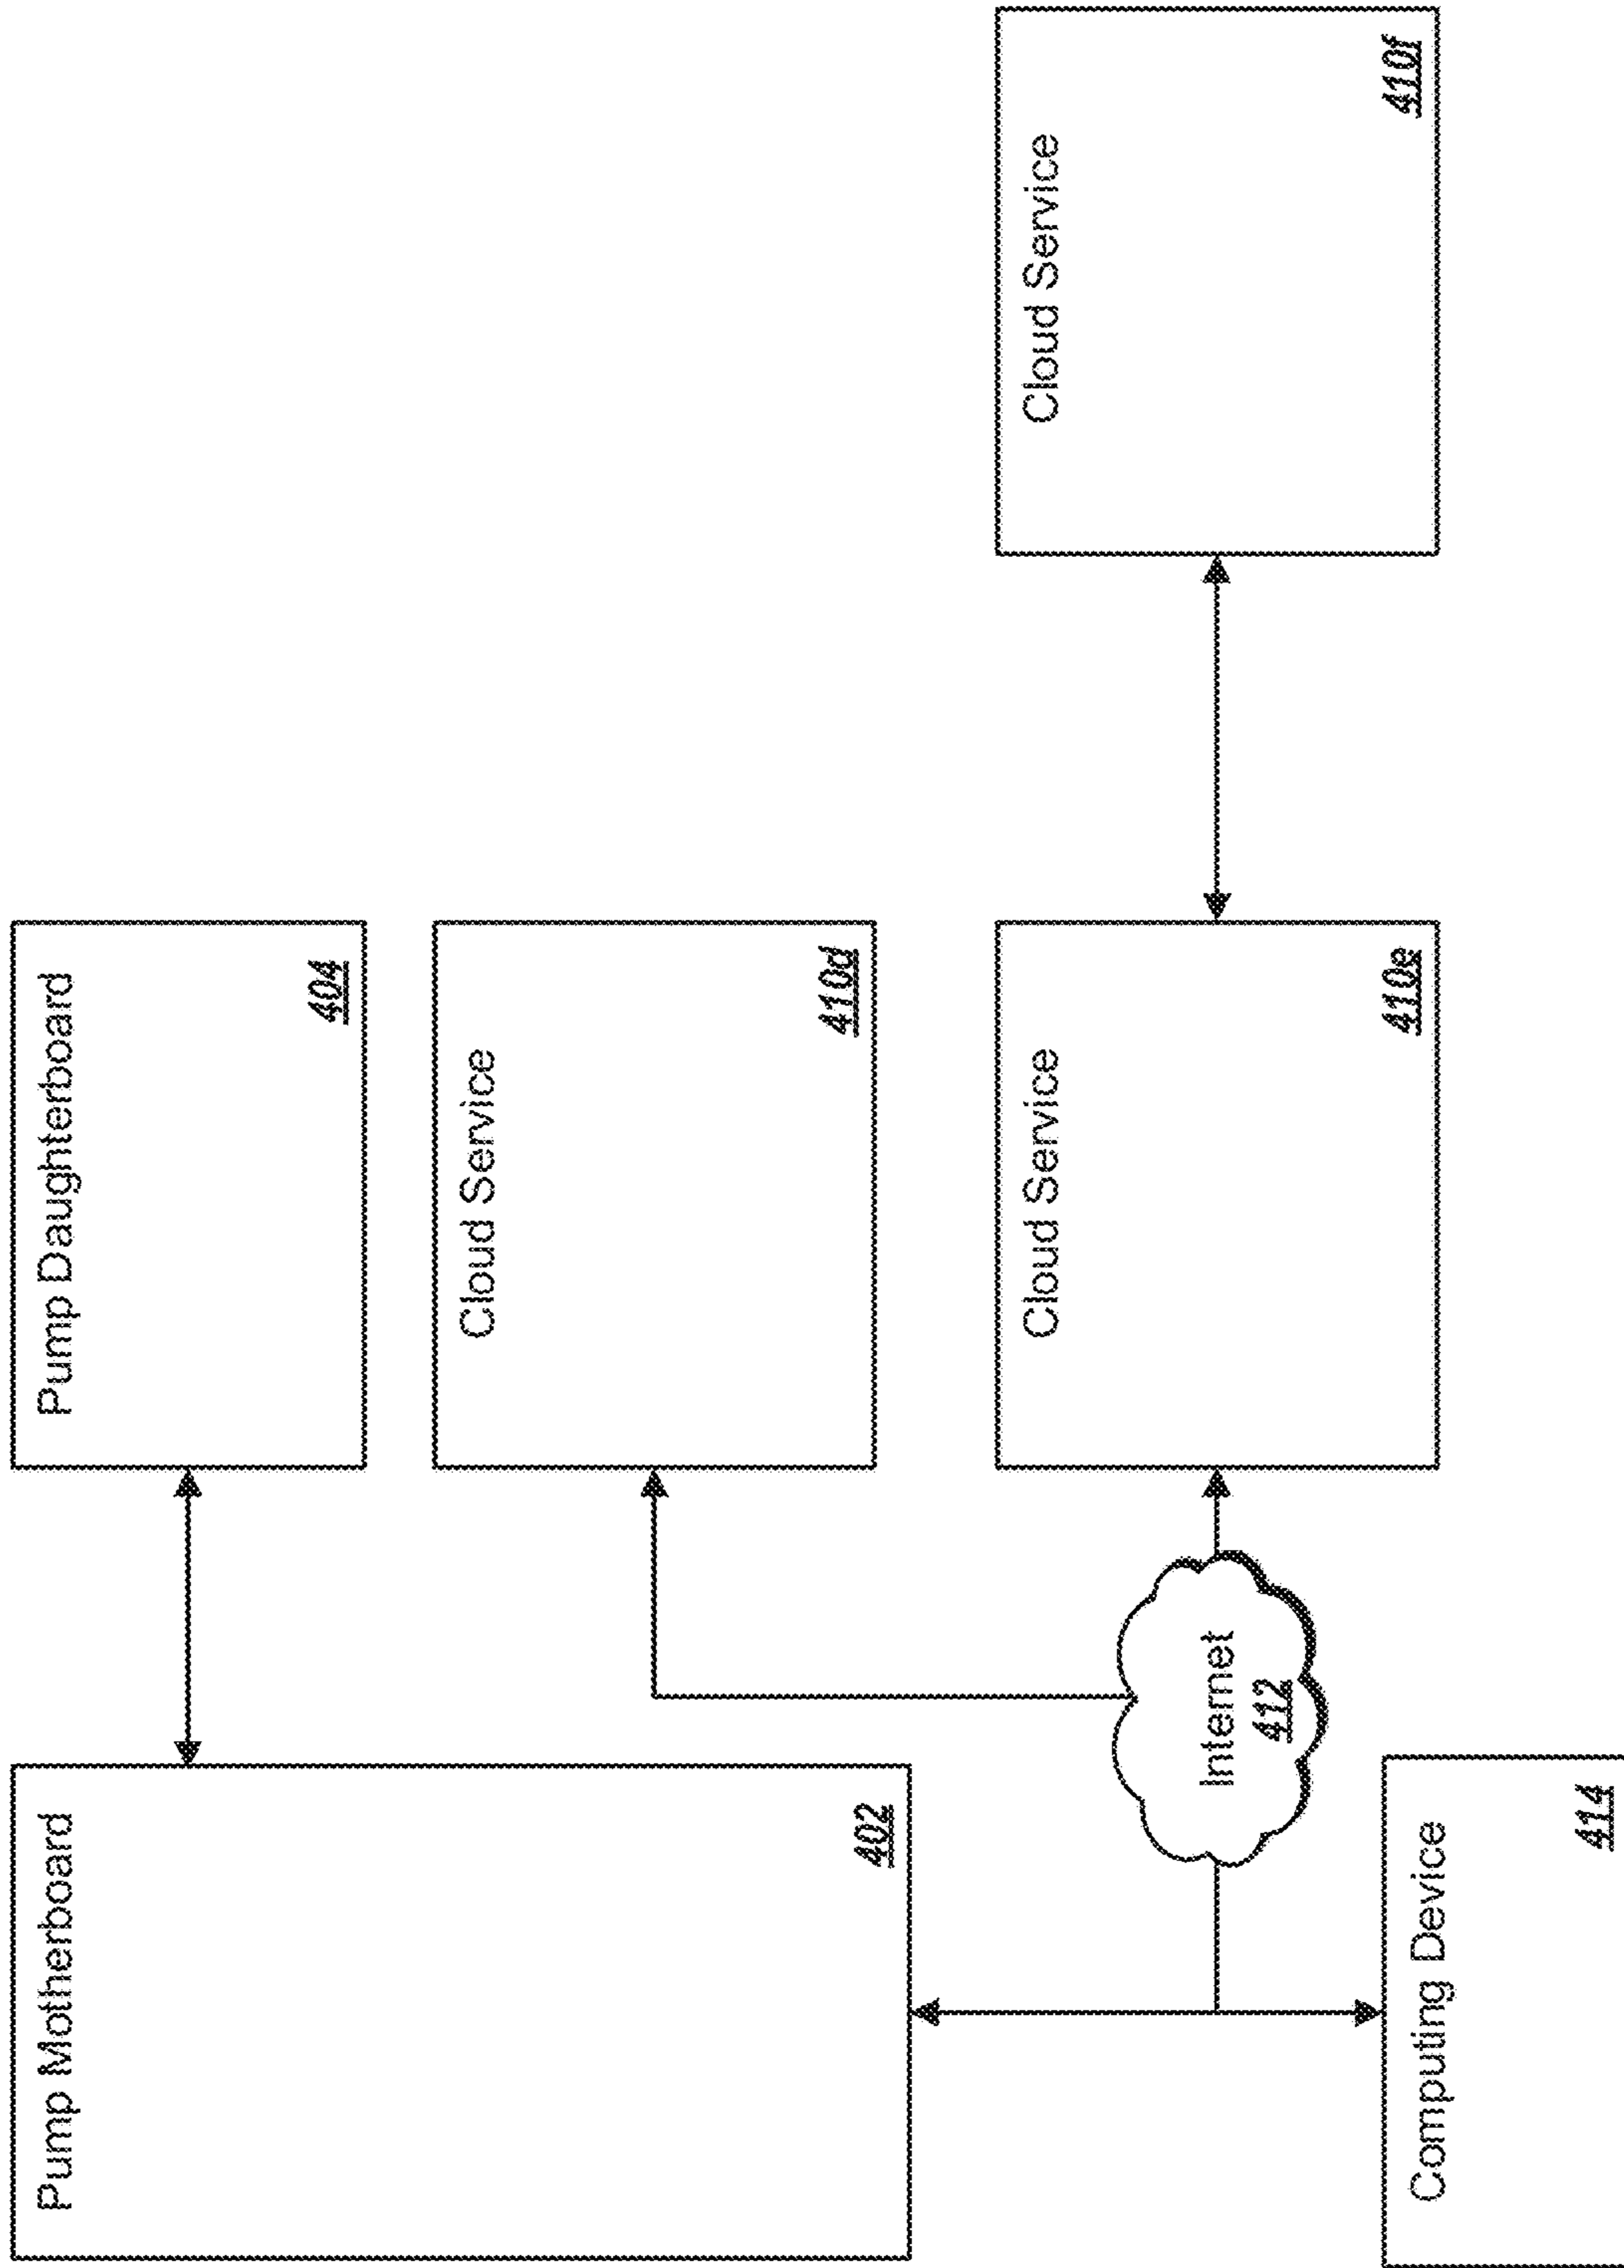 Pump Motherboard
402
Pump Daughterboard
404
Cloud Service
410d
Internet
412
Cloud Service
410e
Cloud Service
410f
Computing Device
414